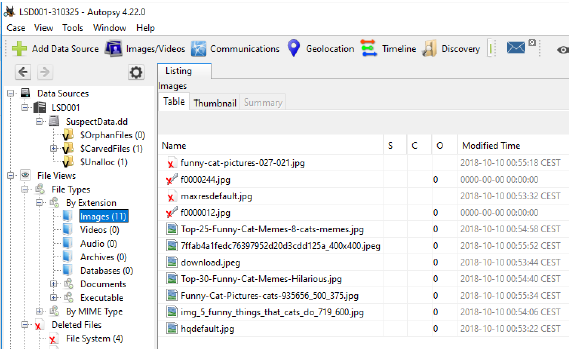 LSD001-310325 - Autopsy 4.22.0
Case View Tools Window Help
Add Data Source Images/Videos Communications Geolocation Timeline Discovery
Listing
Images
Table Thumbnail Summary
Data Sources
LSD001
SuspectData.dd
$OrphanFiles (0)
$CarvedFiles (2)
$Unalloc (1)
File Views
File Types
By Extension
Images (11)
Videos (0)
Audio (0)
Archives (0)
Databases (0)
Documents
Executable
By MIME Type
Deleted Files
File System (4)
Name S C O Modified Time
funny-cat-pictures-027-021.jpg 2018-10-10 00:55:18 CEST
f0000244.jpg 0 0000-00-00 00:00:00
maxresdefault.jpg 2018-10-10 00:53:32 CEST
f0000012.jpg 0 0000-00-00 00:00:00
Top-25-Funny-Cat-Memes-8-cats-memes.jpg 0 2018-10-10 00:54:58 CEST
7ffab4a1fedc76397952d20d3cdd125a_400x400.jpeg 0 2018-10-10 00:55:52 CEST
download.jpeg 0 2018-10-10 00:53:44 CEST
Top-30-Funny-Cat-Memes-Hilarious.jpg 0 2018-10-10 00:54:40 CEST
Funny-Cat-Pictures-cats-935656_500_375.jpg 0 2018-10-10 00:55:34 CEST
img_5_funny_things_that_cats_do_719_600.jpg 0 2018-10-10 00:54:06 CEST
hqdefault.jpg 0 2018-10-10 00:53:22 CEST